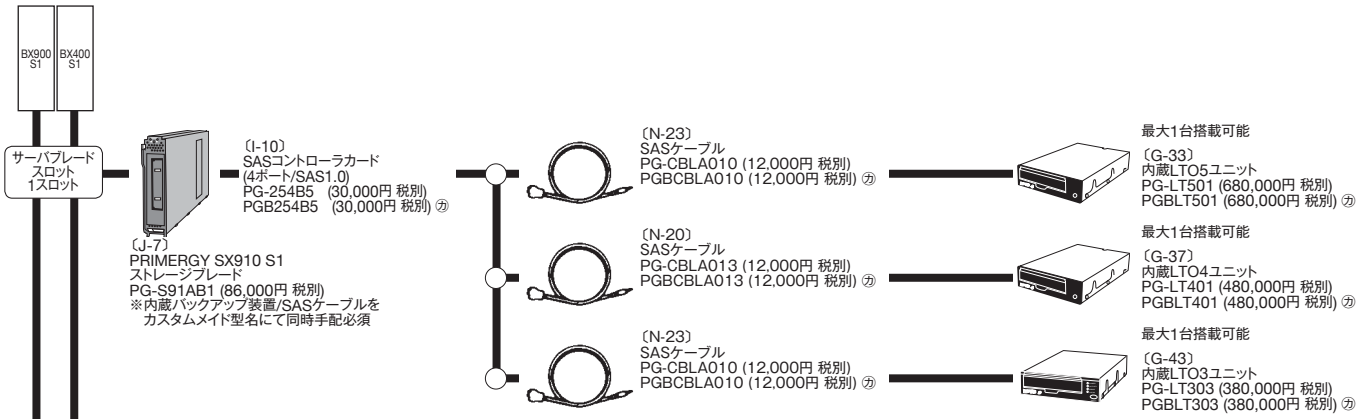 BX900
S1
BX400
S1
サーバブレード
スロット
1スロット
〔J-7〕
PRIMERGY SX910 S1
ストレージブレード
PG-S91AB1 (86,000円 税別)
※内蔵バックアップ装置/SASケーブルを
カスタムメイド型名にて同時手配必須
〔I-10〕
SASコントローラカード
(4ポート/SAS1.0)
PG-254B5 (30,000円 税別)
PGB254B5 (30,000円 税別) ㋕
〔N-23〕
SASケーブル
PG-CBLA010 (12,000円 税別)
PGBCBLA010 (12,000円 税別) ㋕
最大1台搭載可能
〔G-33〕
内蔵LTO5ユニット
PG-LT501 (680,000円 税別)
PGBLT501 (680,000円 税別) ㋕
〔N-20〕
SASケーブル
PG-CBLA013 (12,000円 税別)
PGBCBLA013 (12,000円 税別) ㋕
最大1台搭載可能
〔G-37〕
内蔵LTO4ユニット
PG-LT401 (480,000円 税別)
PGBLT401 (480,000円 税別) ㋕
〔N-23〕
SASケーブル
PG-CBLA010 (12,000円 税別)
PGBCBLA010 (12,000円 税別) ㋕
最大1台搭載可能
〔G-43〕
内蔵LTO3ユニット
PG-LT303 (380,000円 税別)
PGBLT303 (380,000円 税別) ㋕